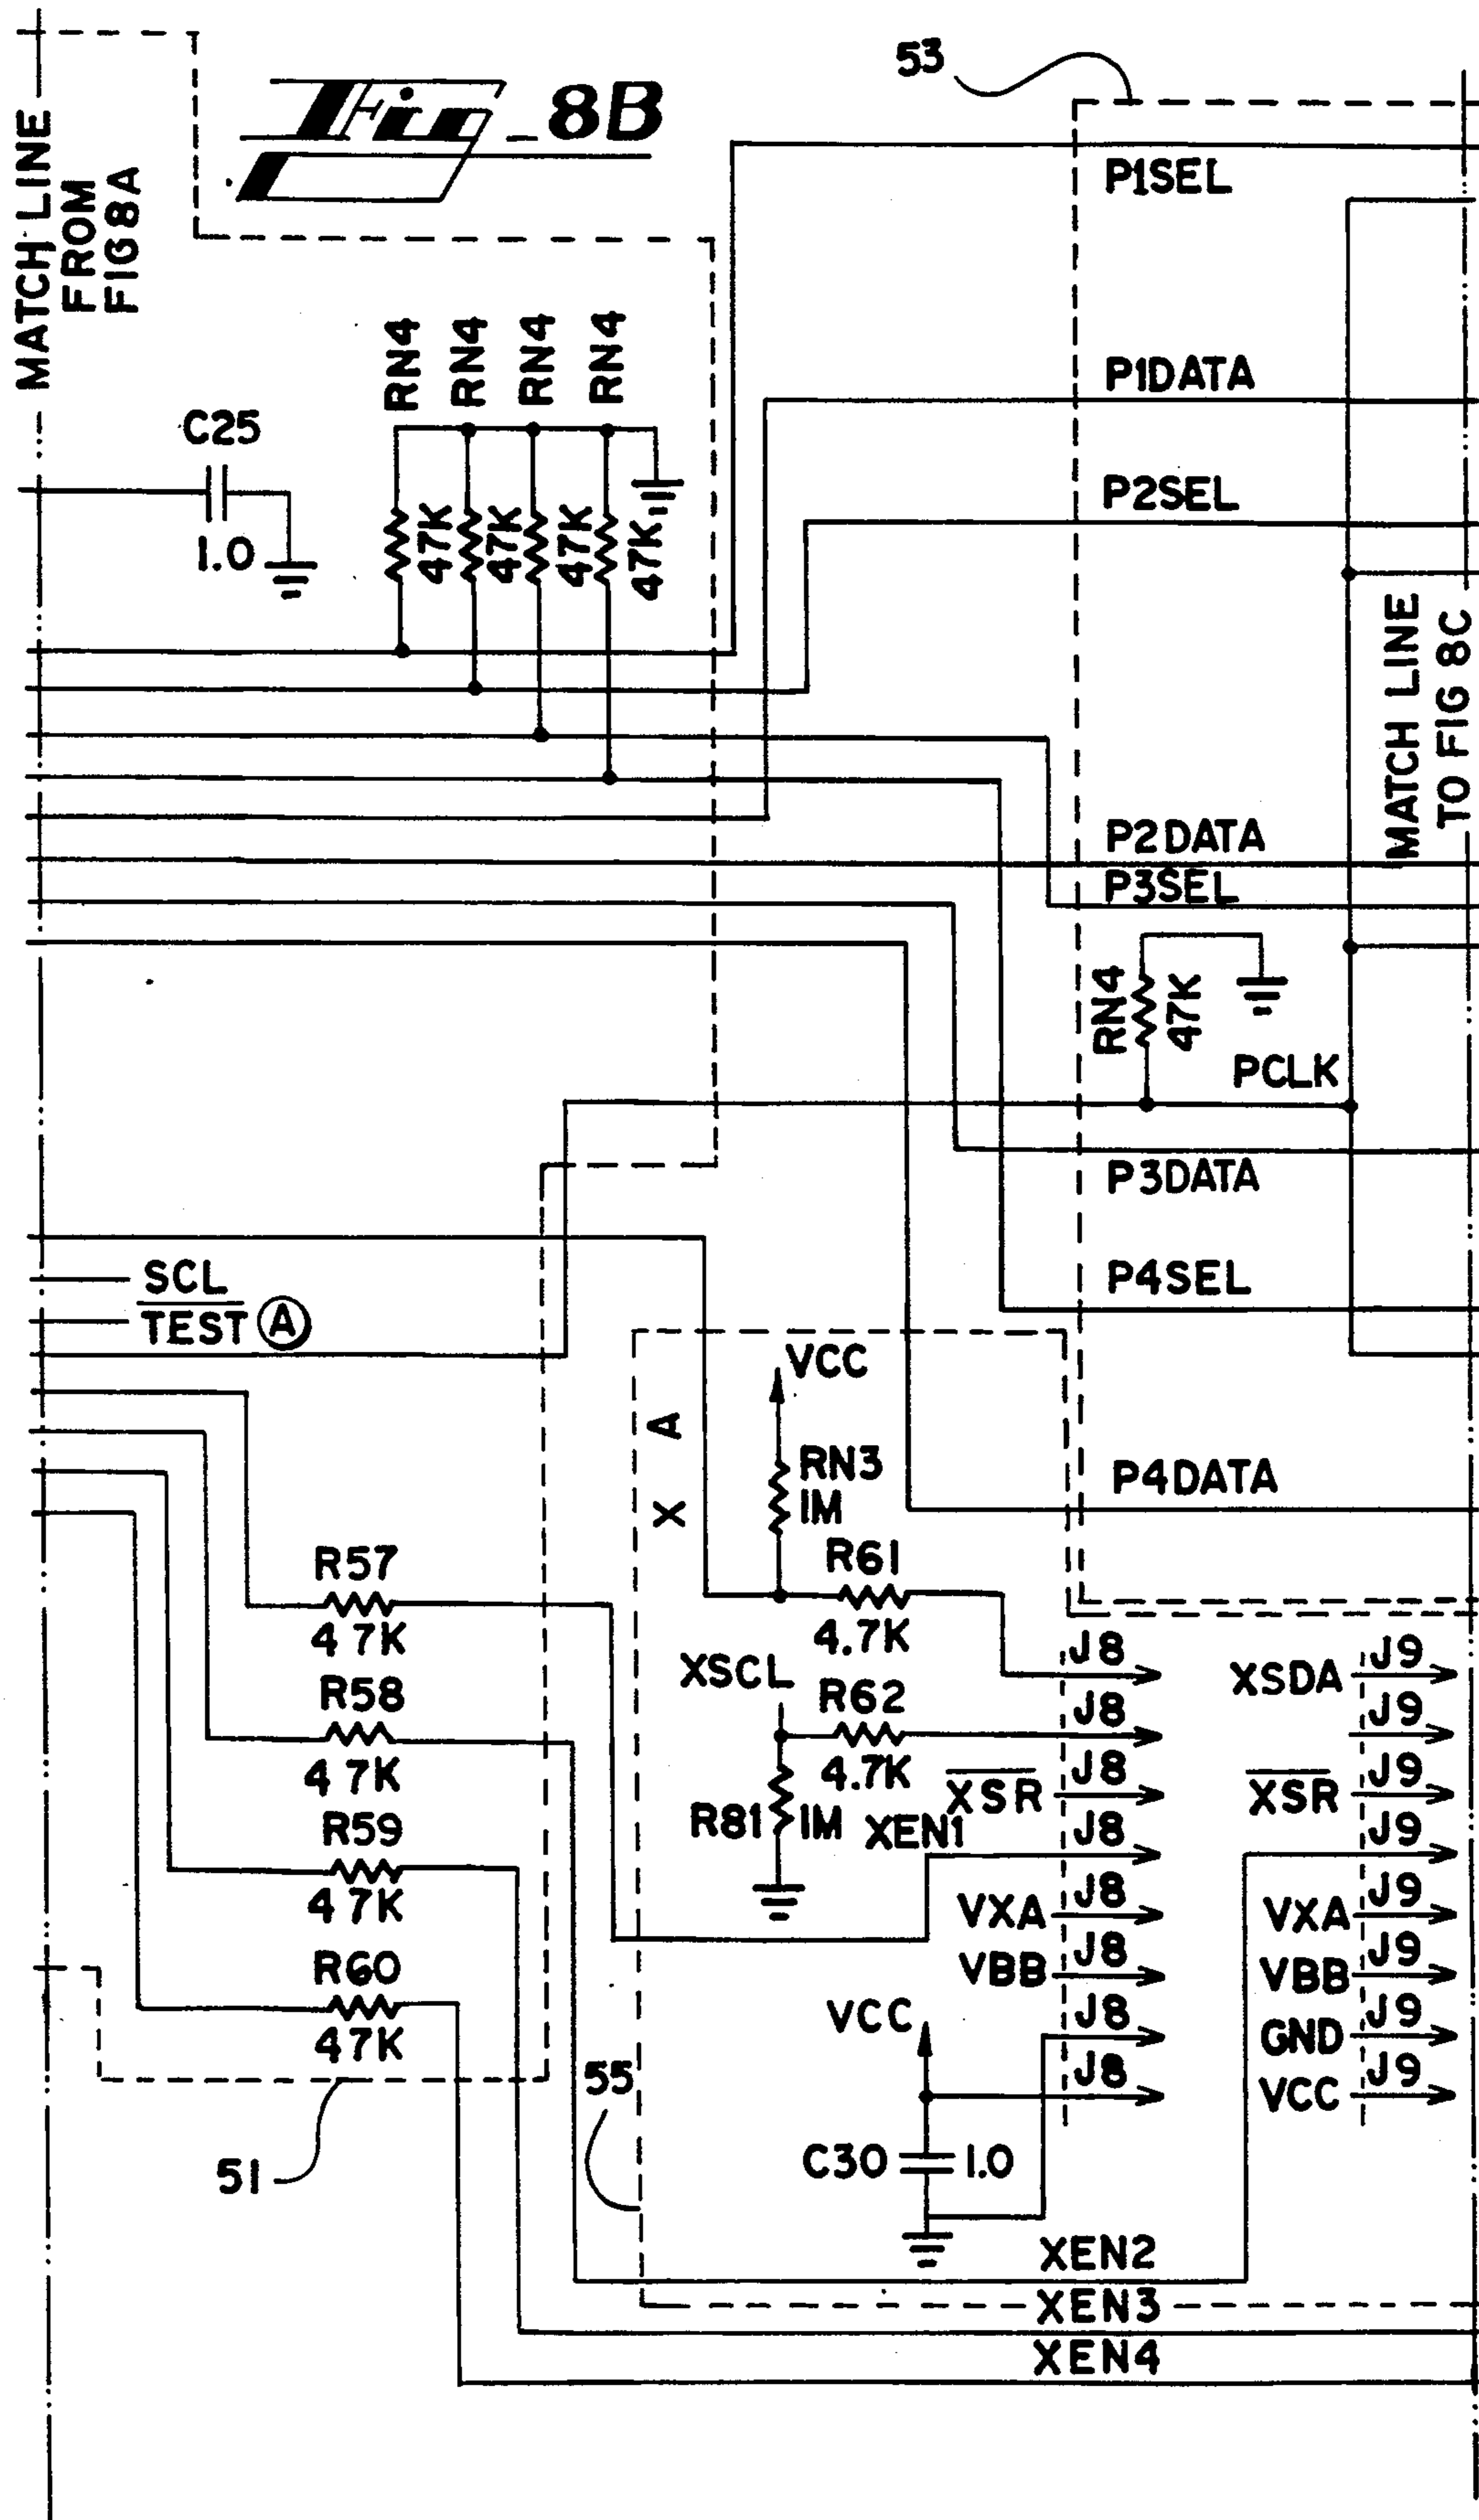 Fig_8B
53
MATCH LINE
FROM
FIG8A
P1SEL
RN4
RN4
RN4
RN4
P1DATA
C25
P2SEL
1.0
47K
47K
47K
47K
MATCH LINE
TO FIG 8C
P2DATA
P3SEL
RN4
47K
PCLK
P3DATA
SCL
TEST A
P4SEL
VCC
X A
RN3
1M
P4DATA
R57
47K
R61
4.7K
J8
XSDA J9
XSCL
R58
47K
R62
4.7K
J8
J9
XSR J8
XSR J9
R81 1M
XEN1 J8
J9
R59
47K
VXA J8
VXA J9
R60
47K
VBB J8
VBB J9
VCC
J8
GND J9
J8
VCC J9
55
51
C30 1.0
XEN2
XEN3
XEN4